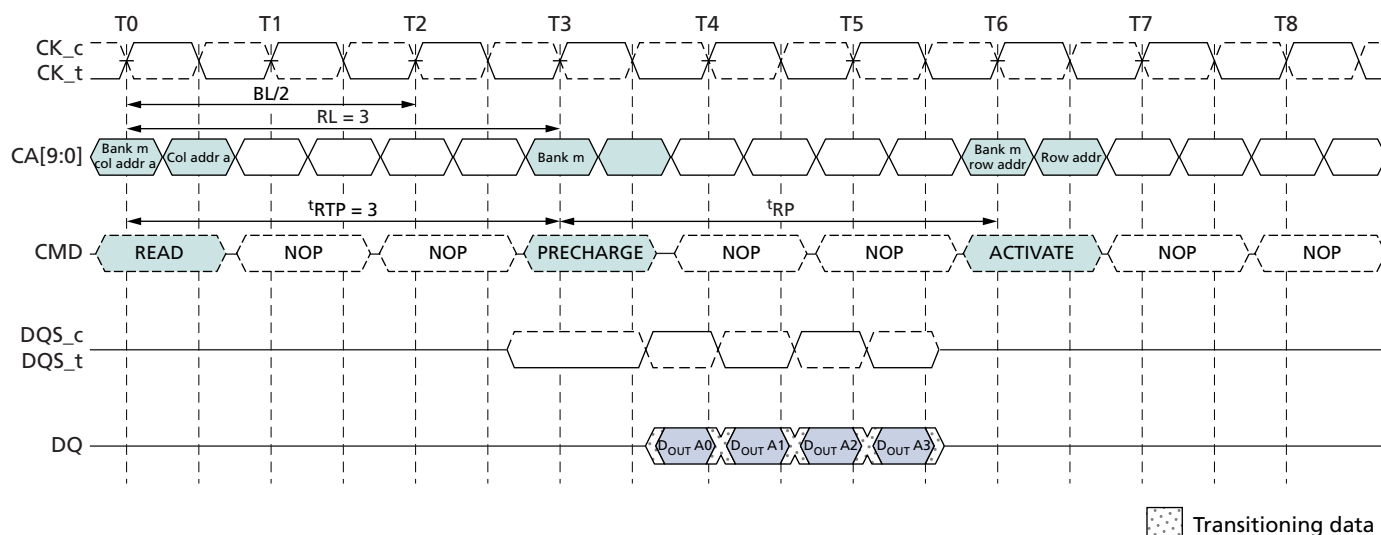 T0 T1 T2 T3 T4 T5 T6 T7 T8
CK_c
CK_t
BL/2
RL = 3
CA[9:0] Bank m col addr a Col addr a Bank m Bank m row addr Row addr
tRTP = 3 tRP
CMD READ NOP NOP PRECHARGE NOP NOP ACTIVATE NOP NOP
DQS_c
DQS_t
DQ DOUT A0 DOUT A1 DOUT A2 DOUT A3
Transitioning data